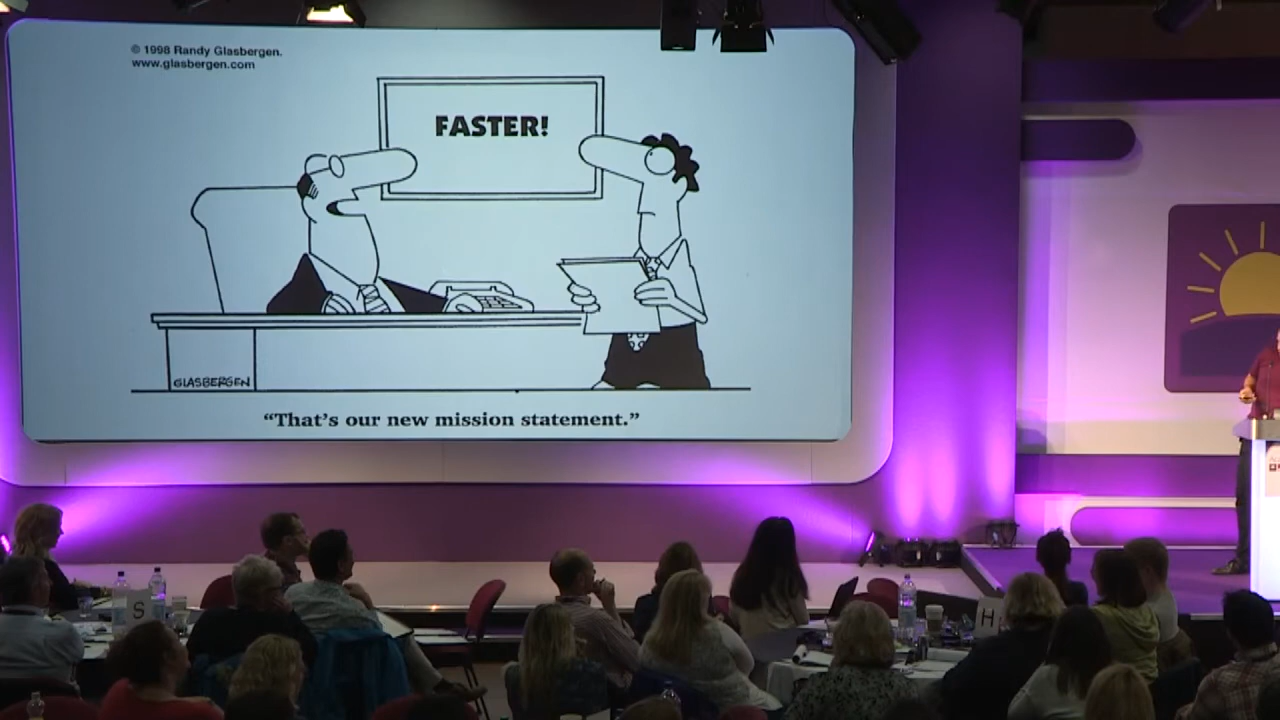 © 1998 Randy Glasbergen.
www.glasbergen.com
FASTER!
GLASBERGEN
“That’s our new mission statement.”
S
H